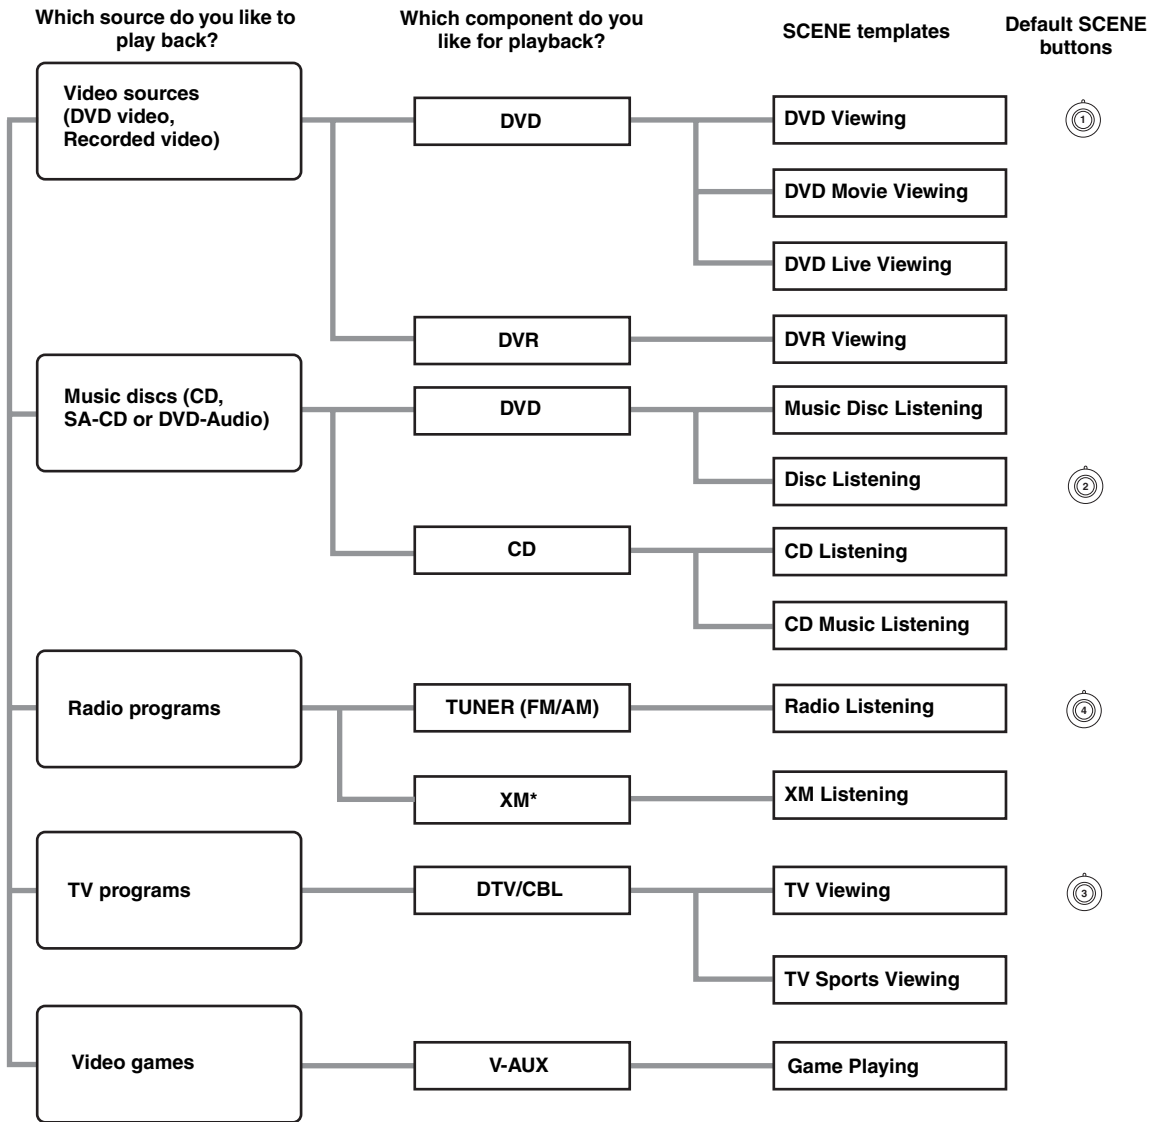 Which source do you like to
play back?
Which component do you
like for playback?
SCENE templates
Default SCENE
buttons
Video sources
(DVD video,
Recorded video)
DVD
DVD Viewing
1
DVD Movie Viewing
DVD Live Viewing
DVR
DVR Viewing
Music discs (CD,
SA-CD or DVD-Audio)
DVD
Music Disc Listening
Disc Listening
2
CD
CD Listening
CD Music Listening
Radio programs
TUNER (FM/AM)
Radio Listening
4
XM*
XM Listening
TV programs
DTV/CBL
TV Viewing
3
TV Sports Viewing
Video games
V-AUX
Game Playing